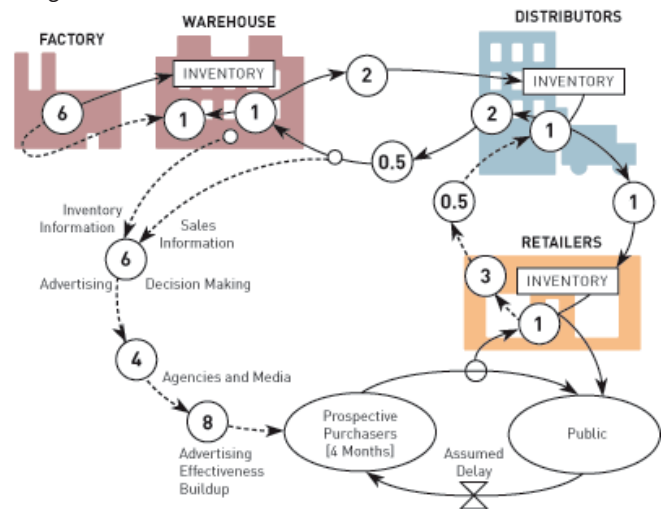 WAREHOUSE
DISTRIBUTORS
FACTORY
INVENTORY
2
INVENTORY
6
1
1
2
1
0.5
0.5
1
Inventory
Information
Sales
Information
RETAILERS
6
3
INVENTORY
Advertising
Decision Making
1
4
Agencies and Media
8
Prospective
Purchasers
[4 Months]
Public
Assumed
Delay
Advertising
Effectiveness
Buildup